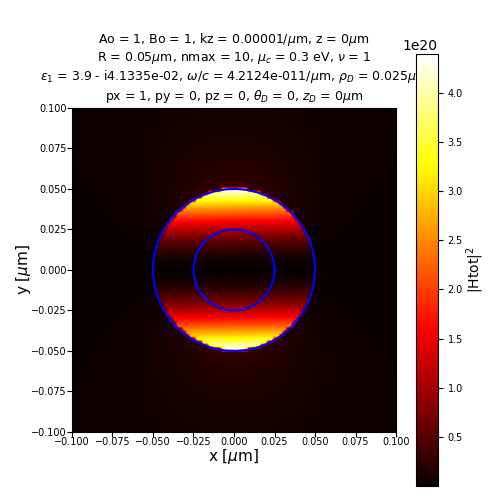 Ao = 1, Bo = 1, kz = 0.00001/μm, z = 0μm
R = 0.05μm, nmax = 10, μc = 0.3 eV, ν = 1
ε1 = 3.9 - i4.1335e-02, ω/c = 4.2124e-011/μm, ρD = 0.025μ
px = 1, py = 0, pz = 0, θD = 0, zD = 0μm
1e20
0.100
0.075
0.050
0.025
0.000
−0.025
−0.050
−0.075
−0.100
y [μm]
−0.100 −0.075 −0.050 −0.025 0.000 0.025 0.050 0.075 0.100
x [μm]
4.0
3.0
2.5
2.0
1.5
1.0
0.5
|Htot|²